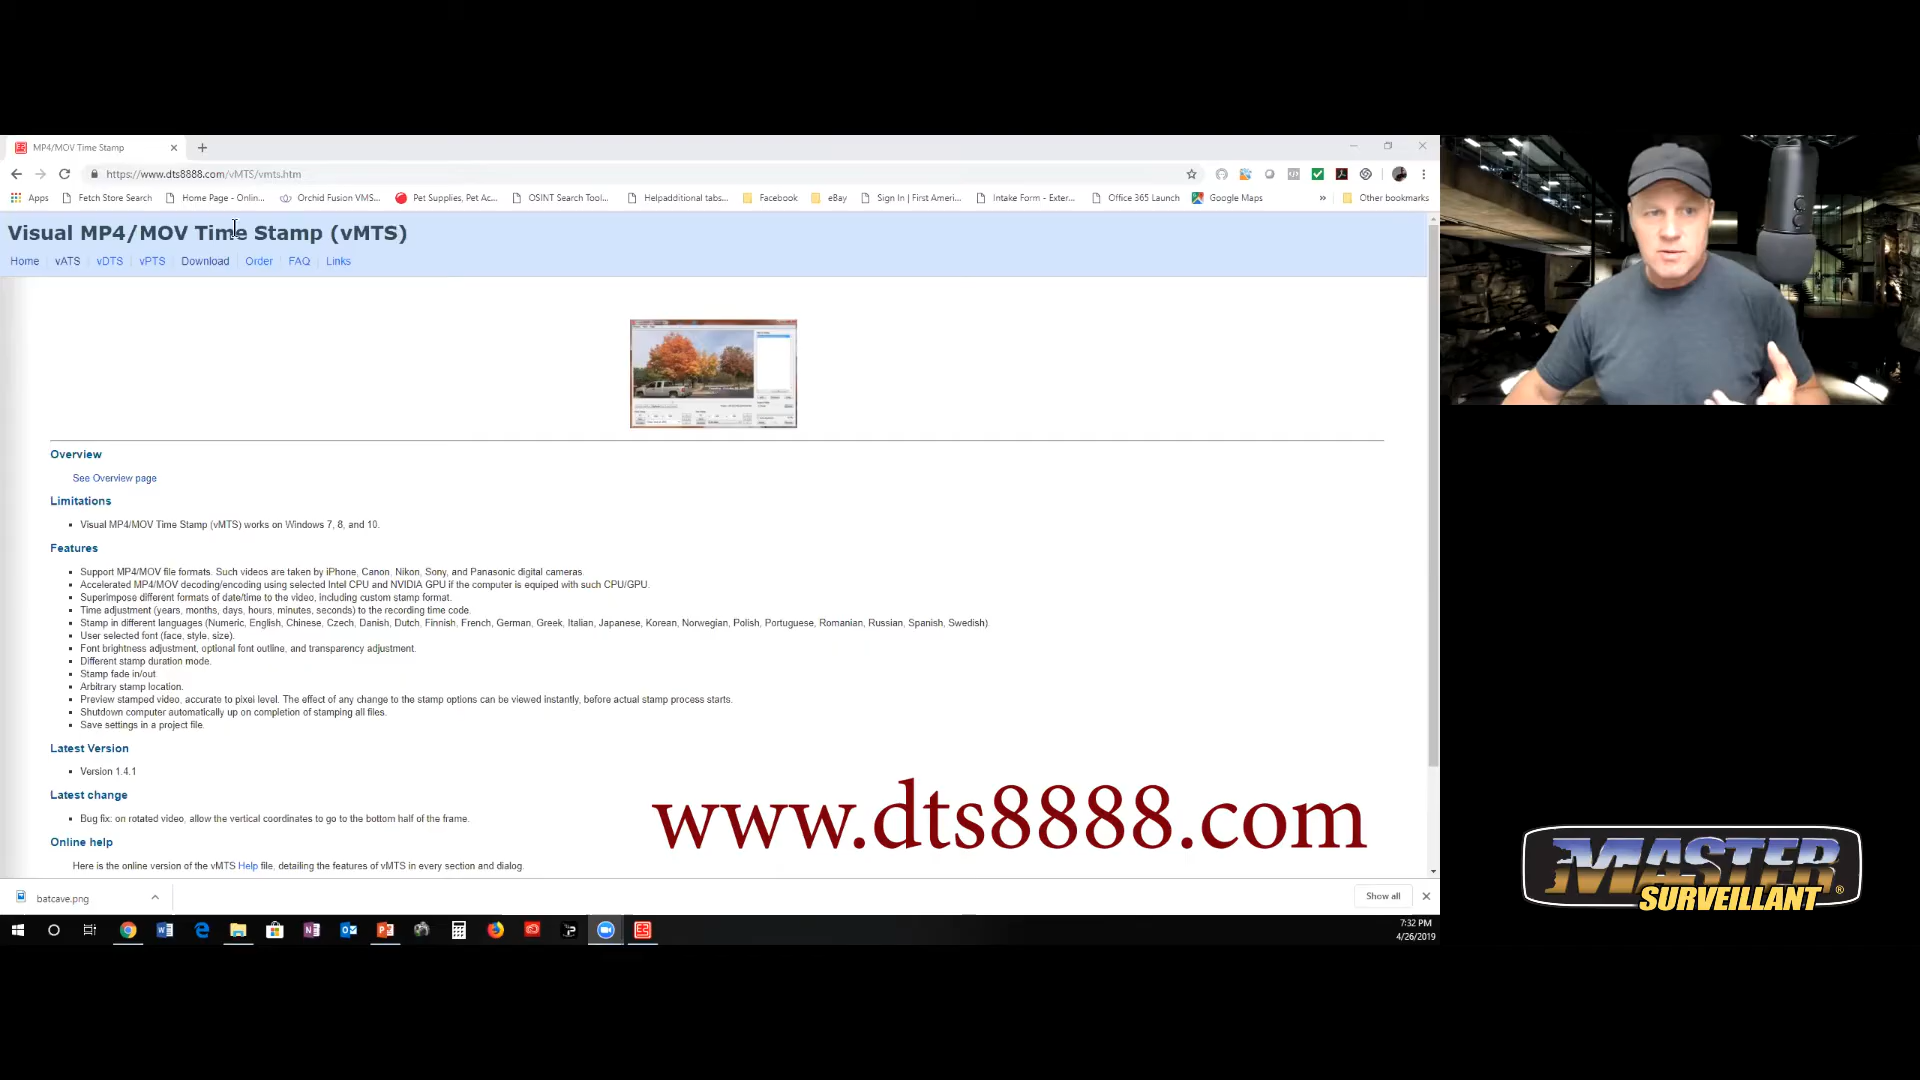 MP4/MOV Time Stamp
https://www.dts8888.com/vMTS/vmts.htm
Apps Fetch Store Search Home Page - Onlin... Orchid Fusion VMS... Pet Supplies, Pet Ac... OSINT Search Tool... Helpadditional tabs... Facebook eBay Sign In | First Ameri... Intake Form - Exter... Office 365 Launch Google Maps » Other bookmarks
Visual MP4/MOV Time Stamp (vMTS)
Home vATS vDTS vPTS Download Order FAQ Links
Overview
See Overview page
Limitations
Visual MP4/MOV Time Stamp (vMTS) works on Windows 7, 8, and 10.
Features
Support MP4/MOV file formats. Such videos are taken by iPhone, Canon, Nikon, Sony, and Panasonic digital cameras.
Accelerated MP4/MOV decoding/encoding using selected Intel CPU and NVIDIA GPU if the computer is equiped with such CPU/GPU.
Superimpose different formats of date/time to the video, including custom stamp format.
Time adjustment (years, months, days, hours, minutes, seconds) to the recording time code.
Stamp in different languages (Numeric, English, Chinese, Czech, Danish, Dutch, Finnish, French, German, Greek, Italian, Japanese, Korean, Norwegian, Polish, Portuguese, Romanian, Russian, Spanish, Swedish)
User selected font (face, style, size).
Font brightness adjustment, optional font outline, and transparency adjustment.
Different stamp duration mode.
Stamp fade in/out
Arbitrary stamp location.
Preview stamped video, accurate to pixel level. The effect of any change to the stamp options can be viewed instantly, before actual stamp process starts.
Shutdown computer automatically up on completion of stamping all files.
Save settings in a project file.
Latest Version
Version 1.4.1
Latest change
Bug fix: on rotated video, allow the vertical coordinates to go to the bottom half of the frame.
www.dts8888.com
Online help
Here is the online version of the vMTS Help file, detailing the features of vMTS in every section and dialog.
batcave.png
Show all
7:32 PM
4/26/2019
MASTER
SURVEILLANT ®